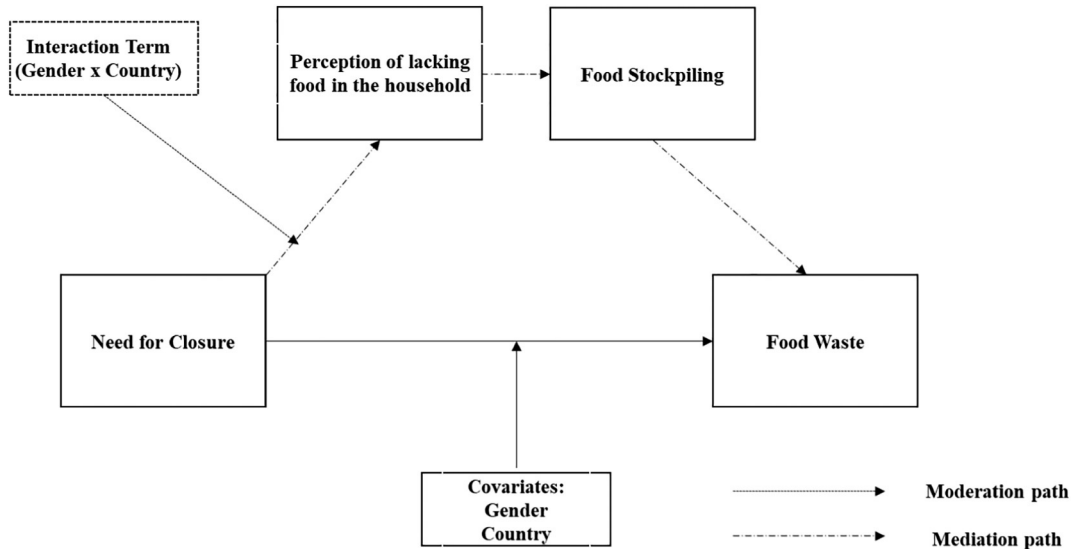 Interaction Term
(Gender x Country)
Perception of lacking
food in the household
Food Stockpiling
Need for Closure
Food Waste
Covariates:
Gender
Country
Moderation path
Mediation path